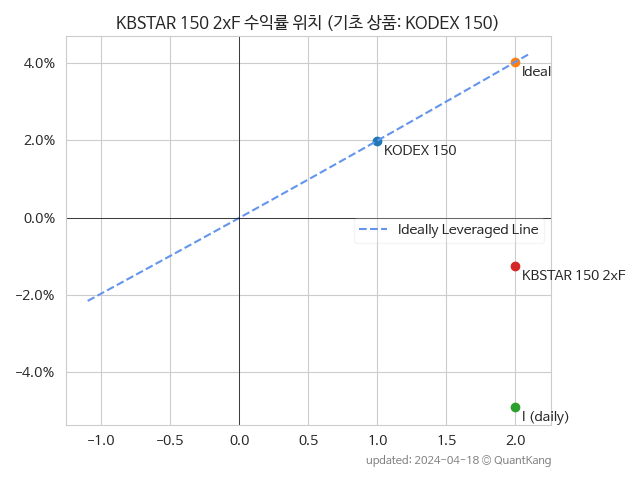 KBSTAR 150 2xF 수익률 위치 (기초 상품: KODEX 150)
4.0%
2.0%
0.0%
−2.0%
−4.0%
Ideal
KODEX 150
Ideally Leveraged Line
KBSTAR 150 2xF
I (daily)
−1.0
−0.5
0.0
0.5
1.0
1.5
2.0
updated: 2024-04-18 © QuantKang